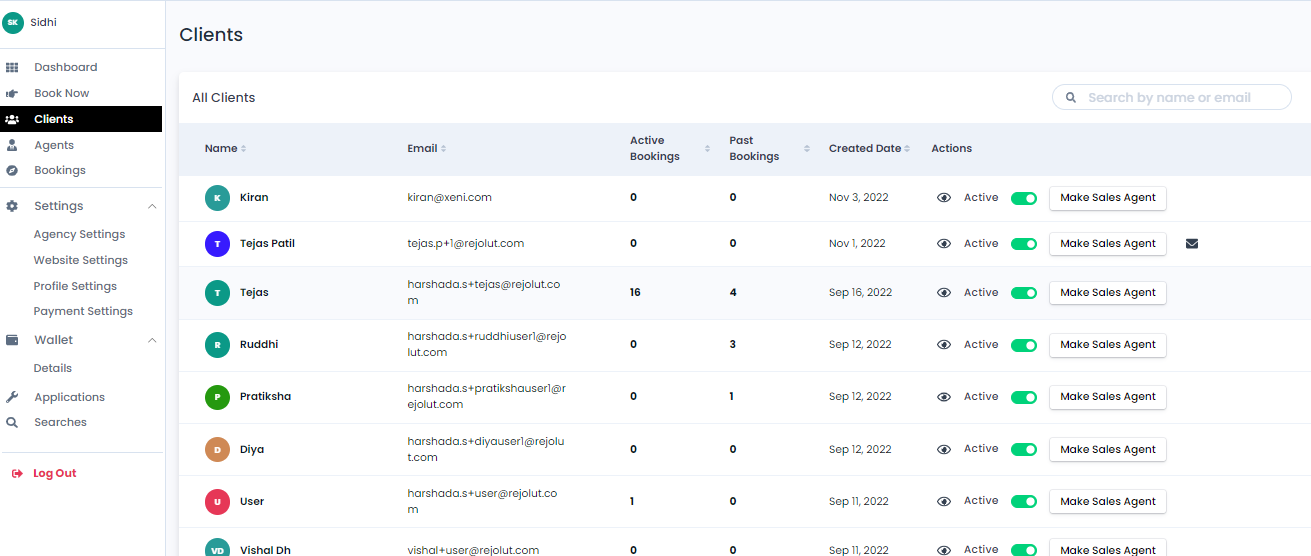 SK Sidhi
Dashboard
Book Now
Clients
Agents
Bookings
Settings
Agency Settings
Website Settings
Profile Settings
Payment Settings
Wallet
Details
Applications
Searches
Log Out
Clients
All Clients
Search by name or email
Name Email Active Bookings Past Bookings Created Date Actions
K Kiran kiran@xeni.com 0 0 Nov 3, 2022 Active Make Sales Agent
T Tejas Patil tejas.p+1@rejolut.com 0 0 Nov 1, 2022 Active Make Sales Agent
T Tejas harshada.s+tejas@rejolut.co
m 16 4 Sep 16, 2022 Active Make Sales Agent
R Ruddhi harshada.s+ruddhiuser1@rejo
lut.com 0 3 Sep 12, 2022 Active Make Sales Agent
P Pratiksha harshada.s+pratikshauser1@r
ejolut.com 0 1 Sep 12, 2022 Active Make Sales Agent
D Diya harshada.s+diyauser1@rejolu
t.com 0 0 Sep 12, 2022 Active Make Sales Agent
U User harshada.s+user@rejolut.co
m 1 0 Sep 11, 2022 Active Make Sales Agent
VD Vishal Dh vishal+user@rejolut.com 0 0 Sep 11, 2022 Active Make Sales Agent